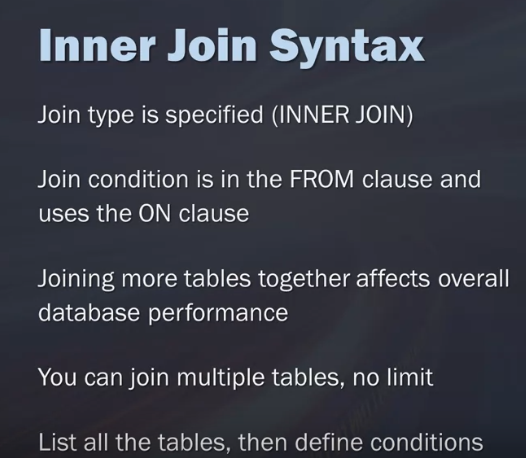 Inner Join Syntax
Join type is specified (INNER JOIN)
Join condition is in the FROM clause and
uses the ON clause
Joining more tables together affects overall
database performance
You can join multiple tables, no limit
List all the tables, then define conditions